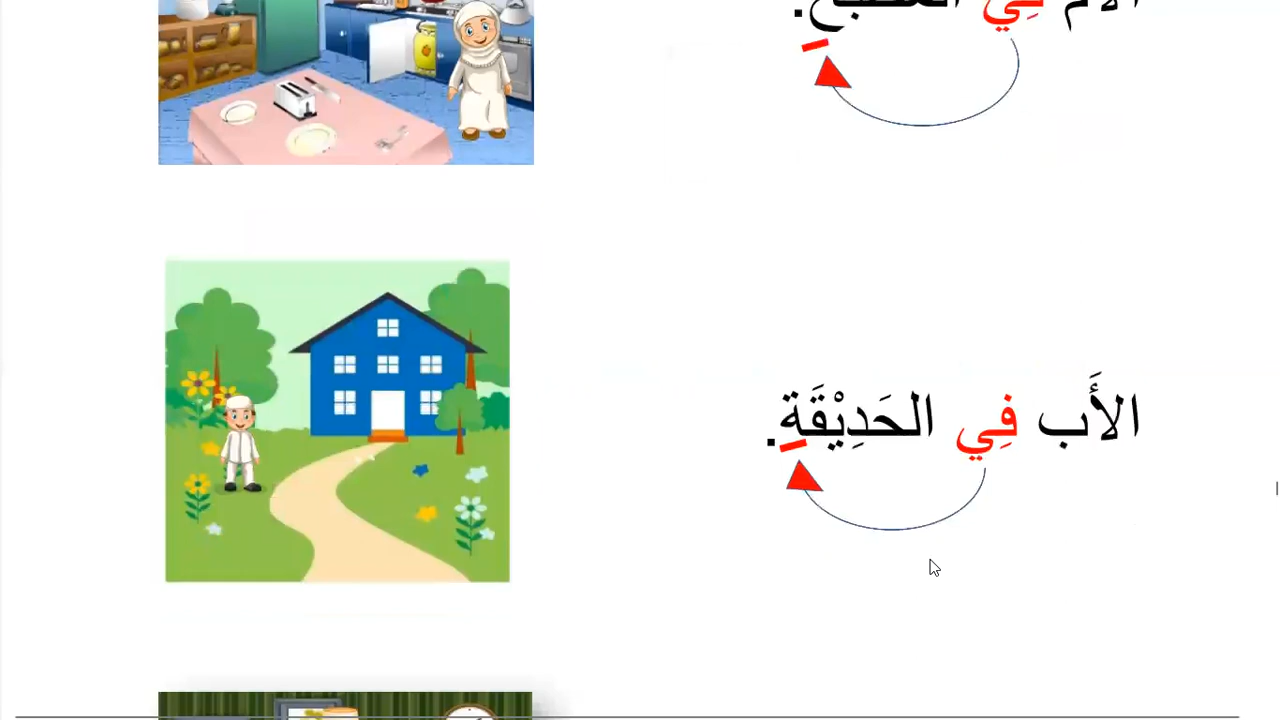 فِي
الأَب فِي الحَدِيْقَةِ.